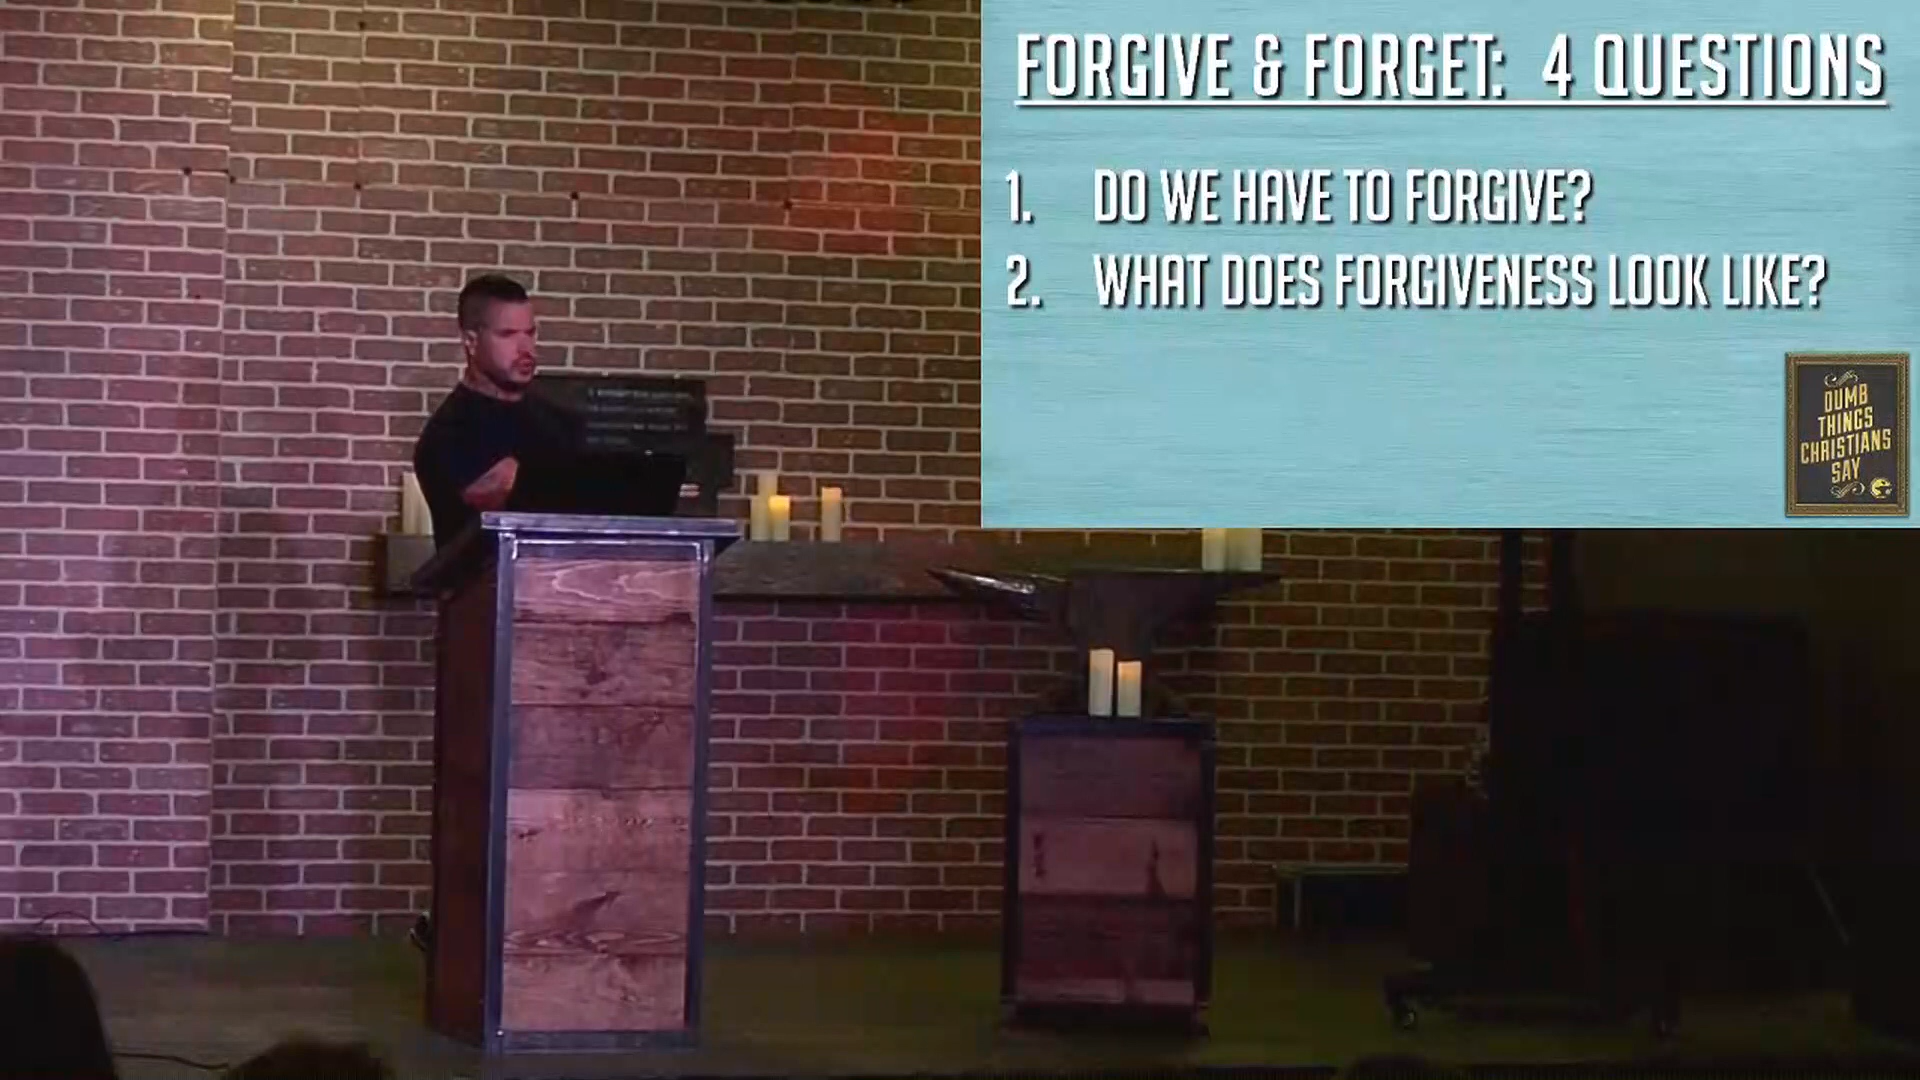 FORGIVE & FORGET: 4 QUESTIONS
1. DO WE HAVE TO FORGIVE?
2. WHAT DOES FORGIVENESS LOOK LIKE?
DUMB
THINGS
CHRISTIANS
SAY